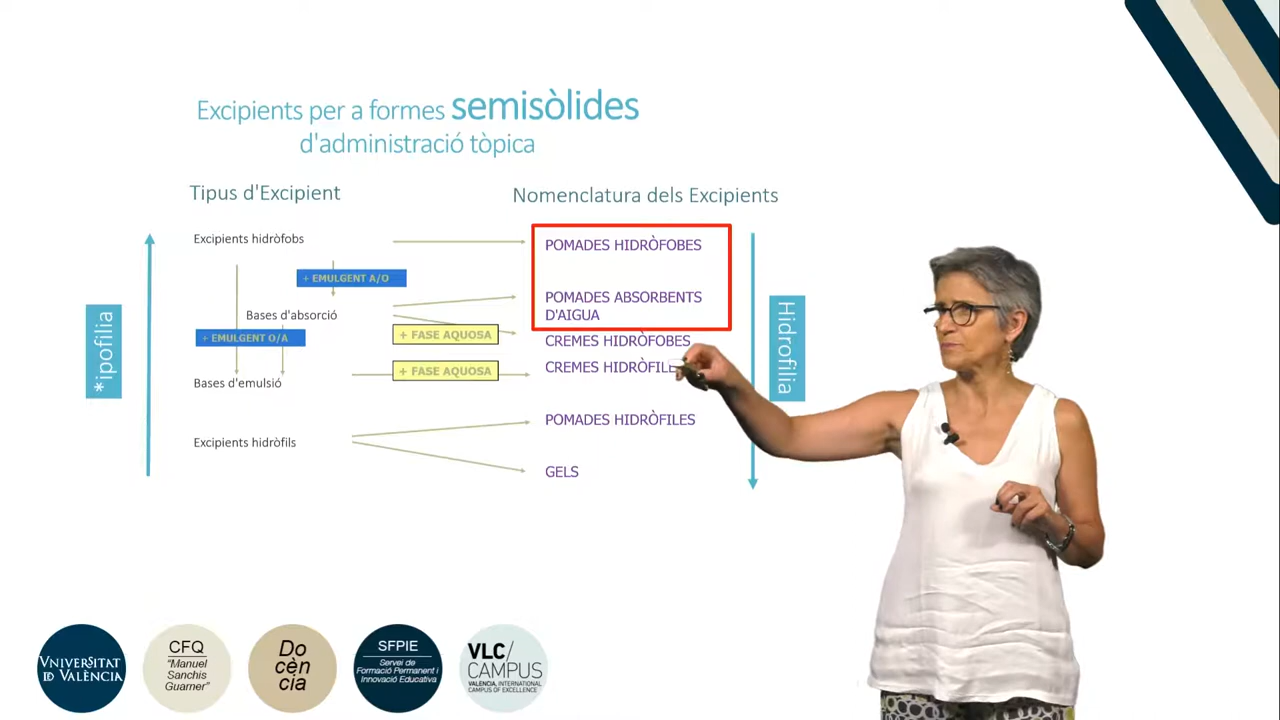 Excipients per a formes semisòlides
d'administració tòpica
Tipus d'Excipient
Nomenclatura dels Excipients
Excipients hidròfobs
POMADES HIDRÒFOBES
+ EMULGENT A/O
POMADES ABSORBENTS
D'AIGUA
Bases d'absorció
+ EMULGENT O/A
+ FASE AQUOSA
CREMES HIDRÒFOBES
+ FASE AQUOSA
CREMES HIDRÒFIL
Bases d'emulsió
POMADES HIDRÒFILES
Excipients hidròfils
GELS
*ipofilia
Hidrofilia
VNIVERSITAT
ID VALÈNCIA
CFQ
"Manuel
Sanchis
Guarner"
Do
cèn
cia
SFPIE
Servei de
Formació Permanent i
Innovació Educativa
VLC/
CAMPUS
VALENCIA, INTERNATIONAL
CAMPUS OF EXCELLENCE